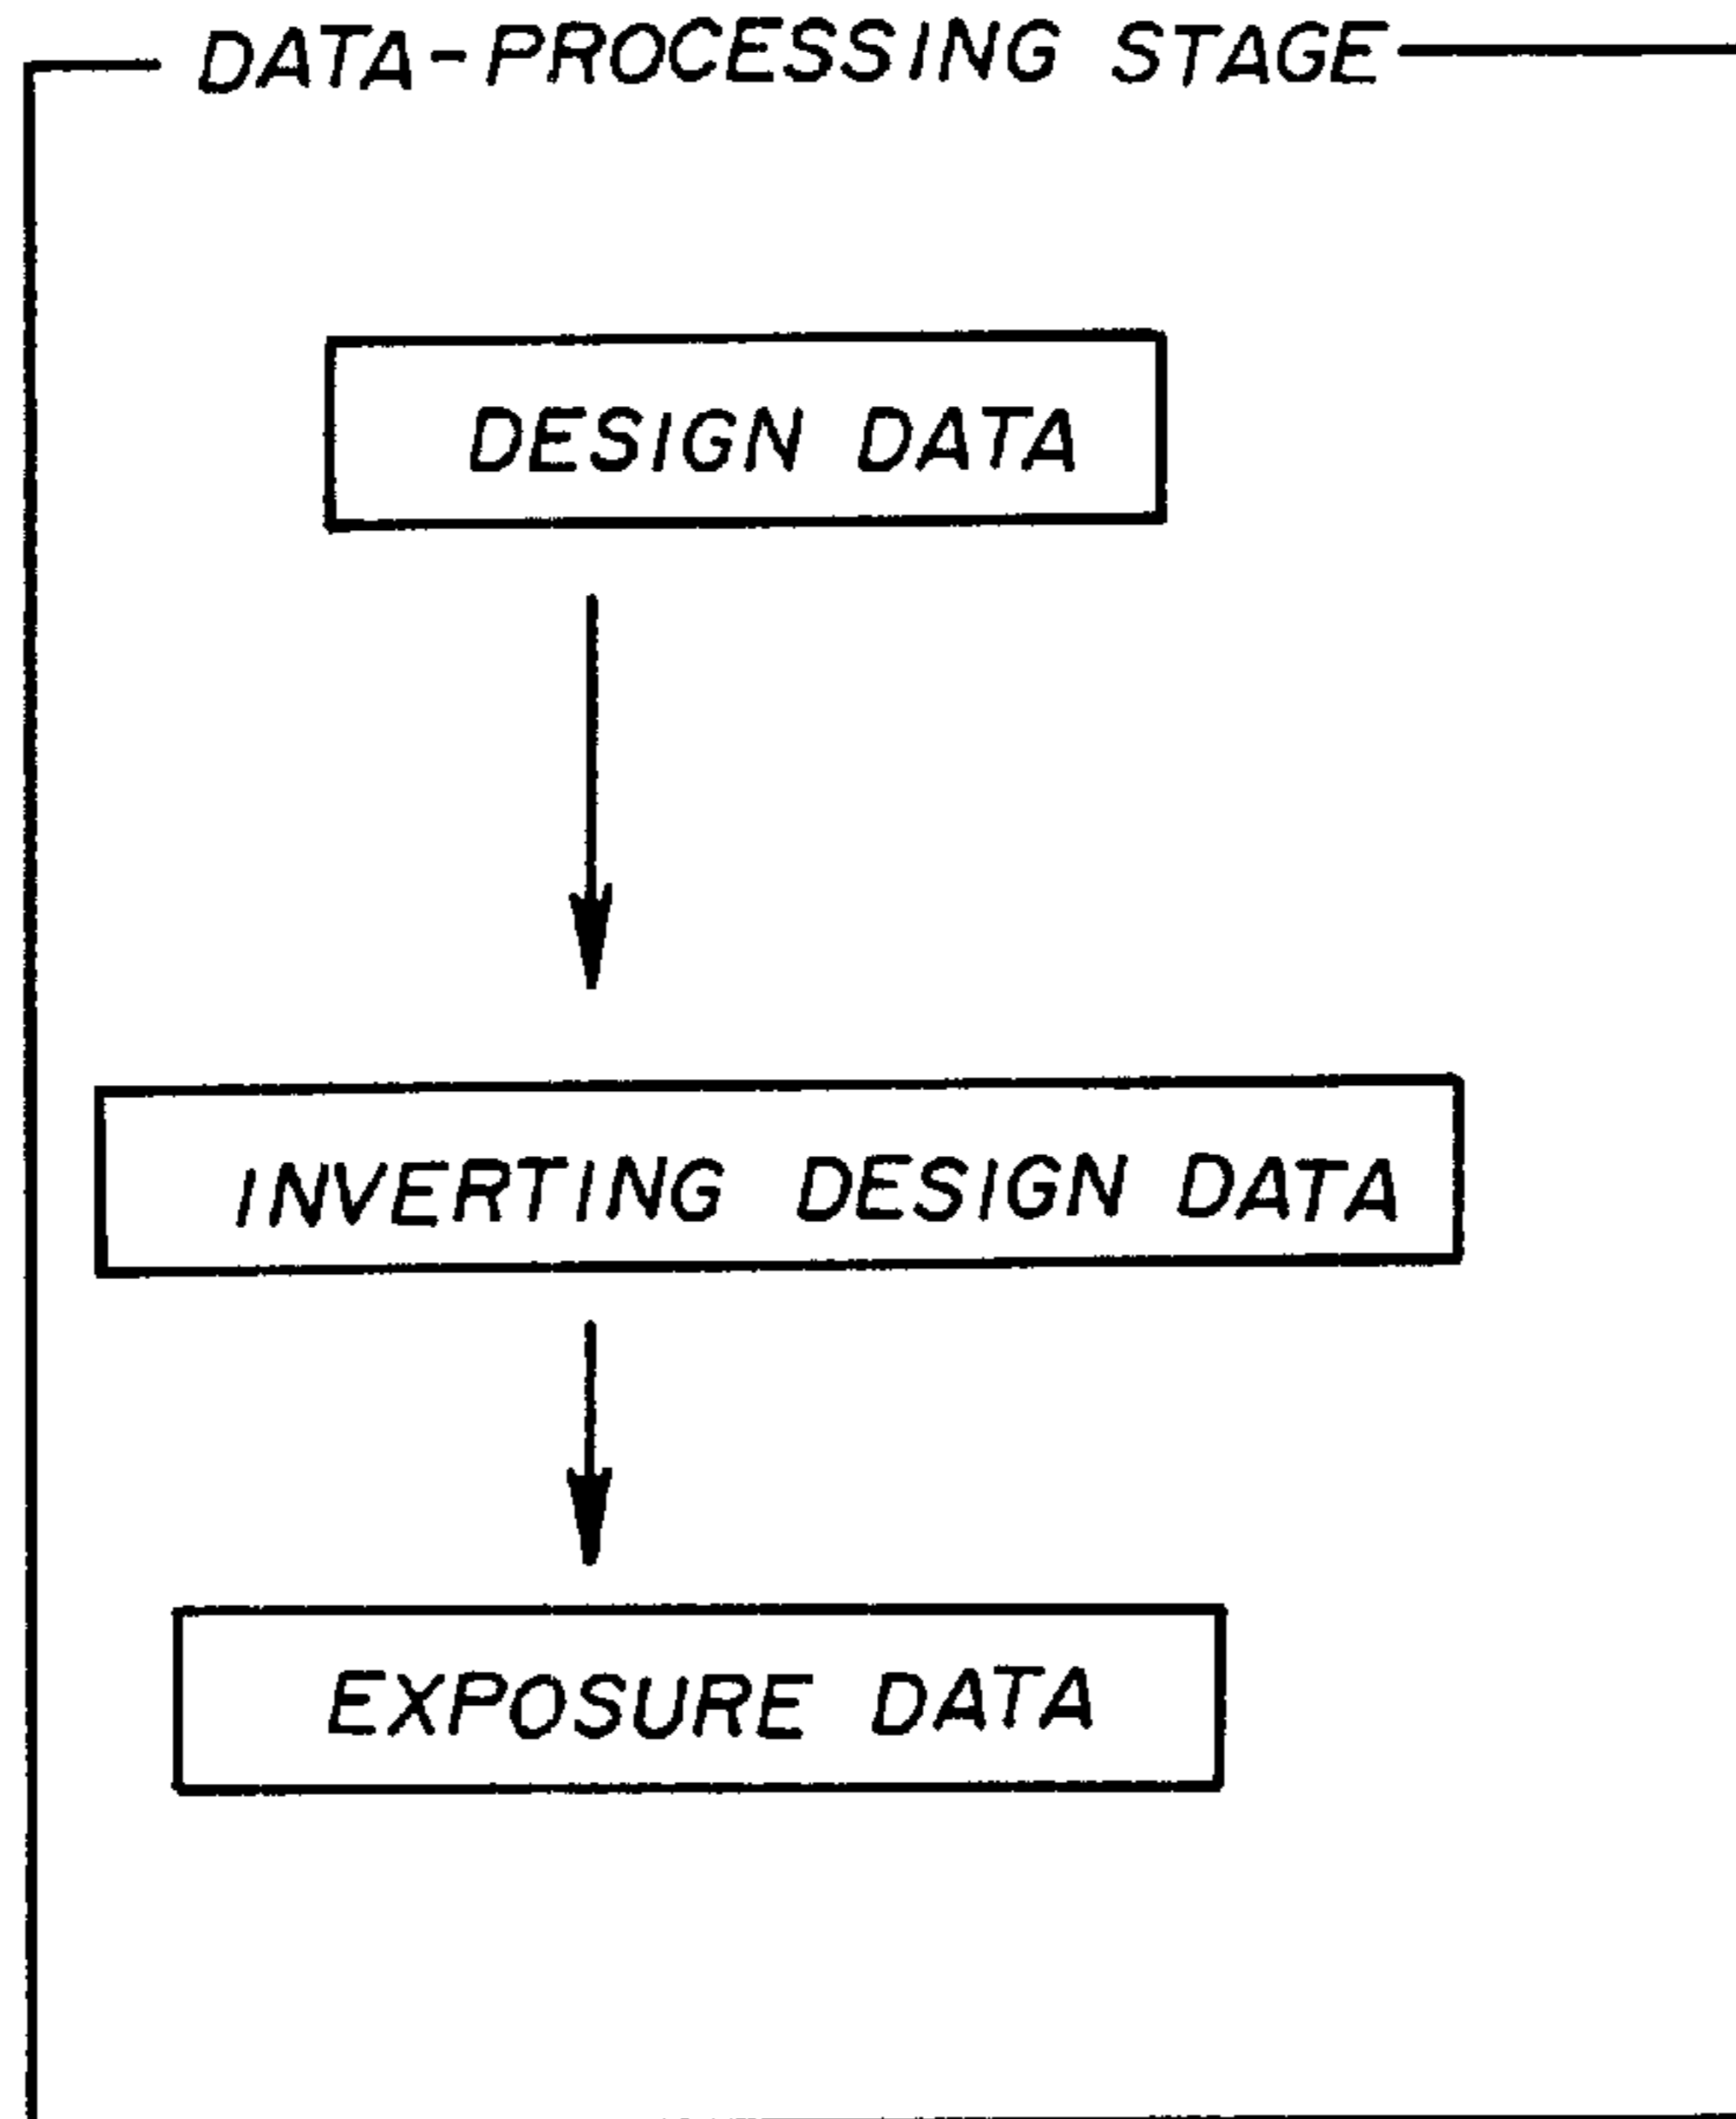 DATA-PROCESSING STAGE
DESIGN DATA
INVERTING DESIGN DATA
EXPOSURE DATA